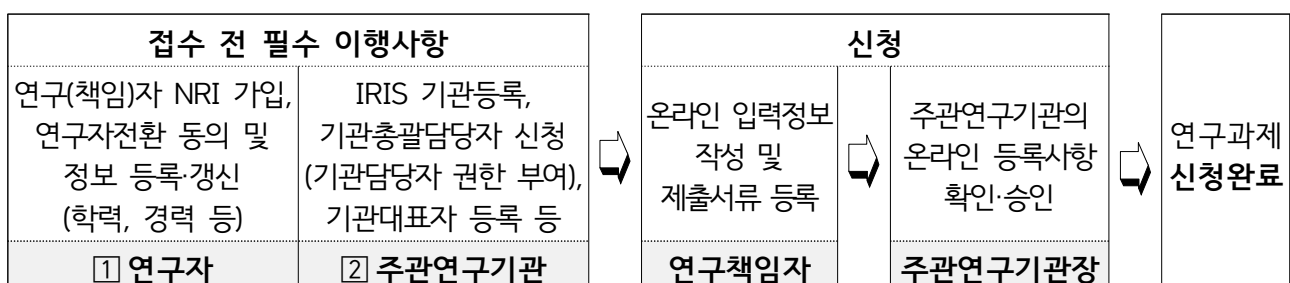 접수 전 필수 이행사항
연구(책임)자 NRI 가입,
연구자전환 동의 및
정보 등록·갱신
(학력, 경력 등)
1 연구자
IRIS 기관등록,
기관총괄담당자 신청
(기관담당자 권한 부여),
기관대표자 등록 등
2 주관연구기관
신청
온라인 입력정보
작성 및
제출서류 등록
연구책임자
주관연구기관의
온라인 등록사항
확인·승인
주관연구기관장
연구과제
신청완료